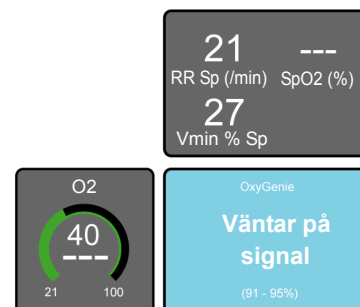 21 ---
RR Sp (/min) SpO2 (%)
27
Vmin % Sp
O2
40
---
21 100
OxyGenie
Väntar på
signal
(91 - 95%)